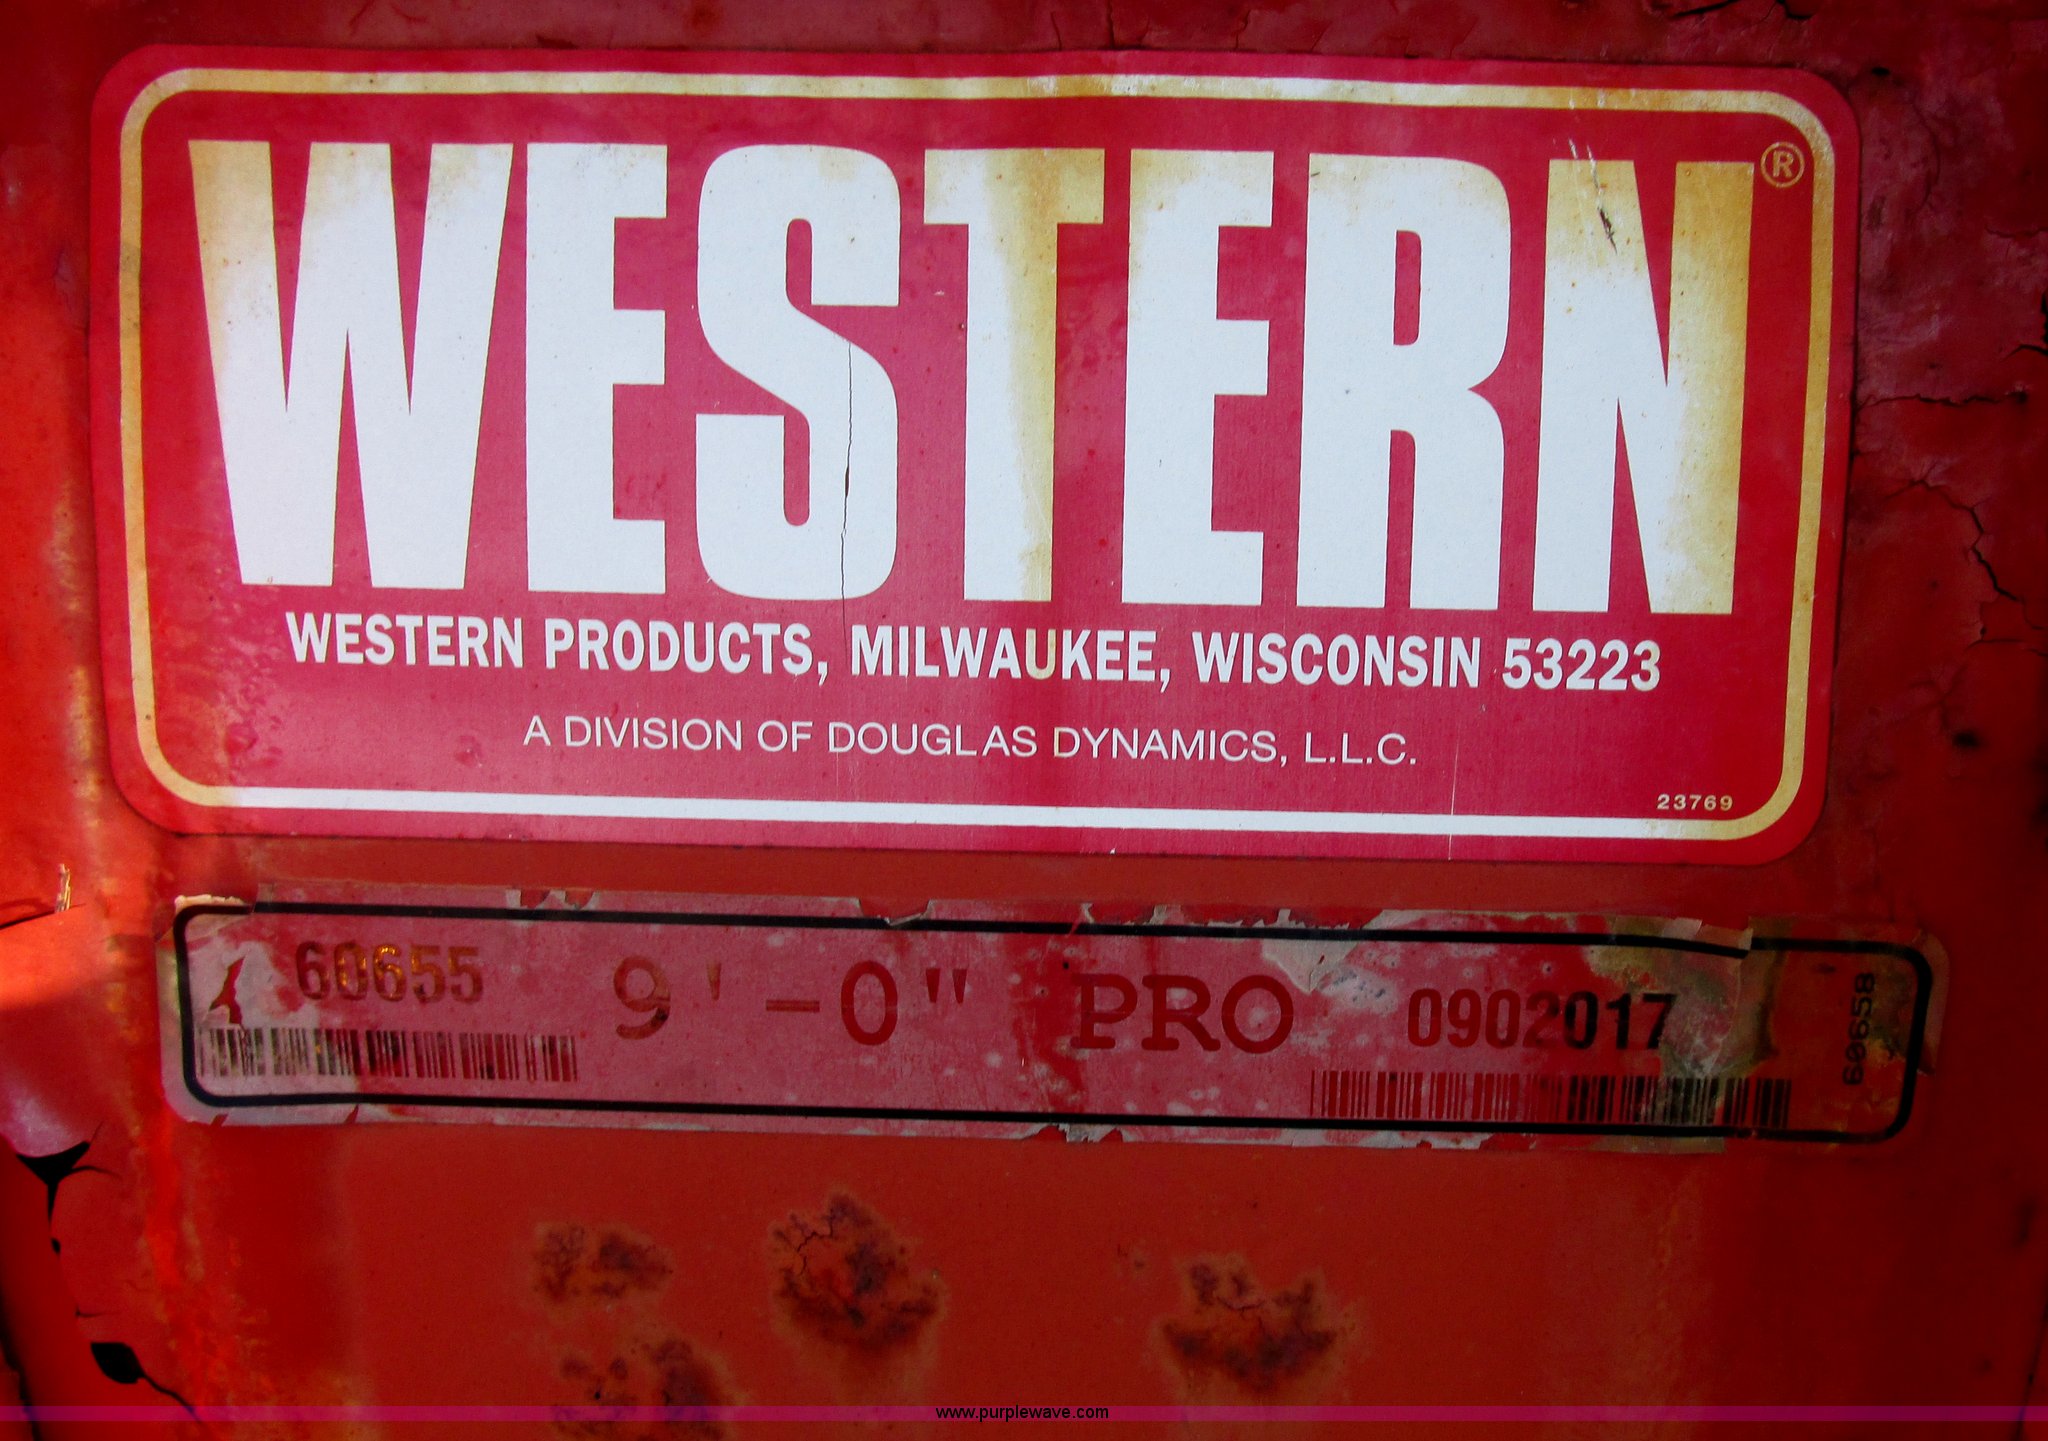 WESTERN®
WESTERN PRODUCTS, MILWAUKEE, WISCONSIN 53223
A DIVISION OF DOUGLAS DYNAMICS, L.L.C.
23769
60655 9'-0" PRO 0902017 60658
www.purplewave.com